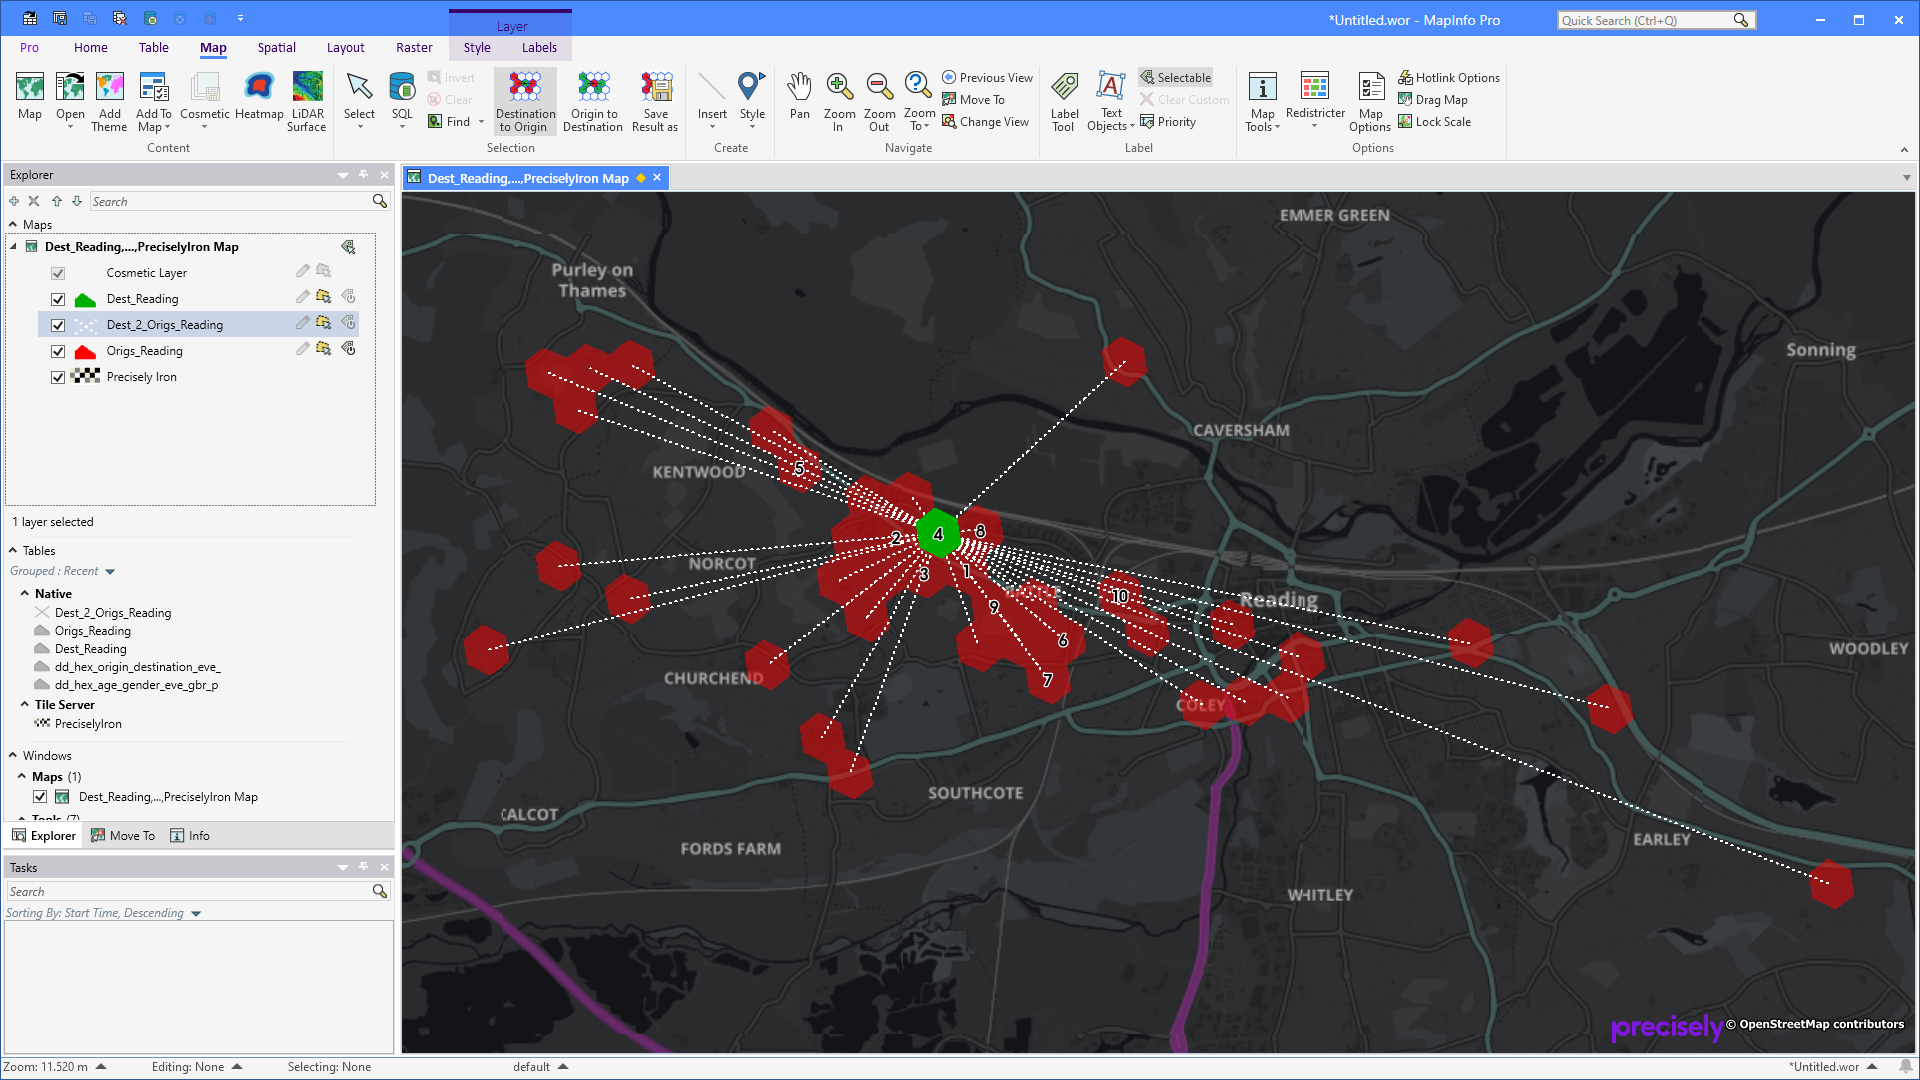 Layer
*Untitled.wor - MapInfo Pro
Quick Search (Ctrl+Q)
Pro
Home
Table
Map
Spatial
Layout
Raster
Style
Labels
Map
Open
Add
Theme
Add To
Map
Cosmetic
Heatmap
LiDAR
Surface
Content
Select
SQL
Invert
Clear
Find
Destination
to Origin
Origin to
Destination
Save
Result as
Selection
Insert
Style
Create
Pan
Zoom
In
Zoom
Out
Zoom
To
Previous View
Move To
Change View
Navigate
Label
Tool
Text
Objects
Selectable
Clear Custom
Priority
Label
Map
Tools
Redistricter
Map
Options
Hotlink Options
Drag Map
Lock Scale
Options
Explorer
Search
Maps
Dest_Reading,...,PreciselyIron Map
Cosmetic Layer
Dest_Reading
Dest_2_Origs_Reading
Origs_Reading
Precisely Iron
1 layer selected
Tables
Grouped : Recent
Native
Dest_2_Origs_Reading
Origs_Reading
Dest_Reading
dd_hex_origin_destination_eve_
dd_hex_age_gender_eve_gbr_p
Tile Server
PreciselyIron
Windows
Maps (1)
Dest_Reading,...,PreciselyIron Map
Tools (7)
Explorer
Move To
Info
Tasks
Search
Sorting By: Start Time, Descending
Dest_Reading,...,PreciselyIron Map
EMMER GREEN
Purley on
Thames
Sonning
CAVERSHAM
KENTWOOD
5
8
4
2
NORCOT
3
1
10
9
Reading
6
WOODLEY
CHURCHEND
7
COLEY
SOUTHCOTE
CALCOT
EARLEY
FORDS FARM
WHITLEY
precisely
© OpenStreetMap contributors
Zoom: 11.520 m
Editing: None
Selecting: None
default
*Untitled.wor